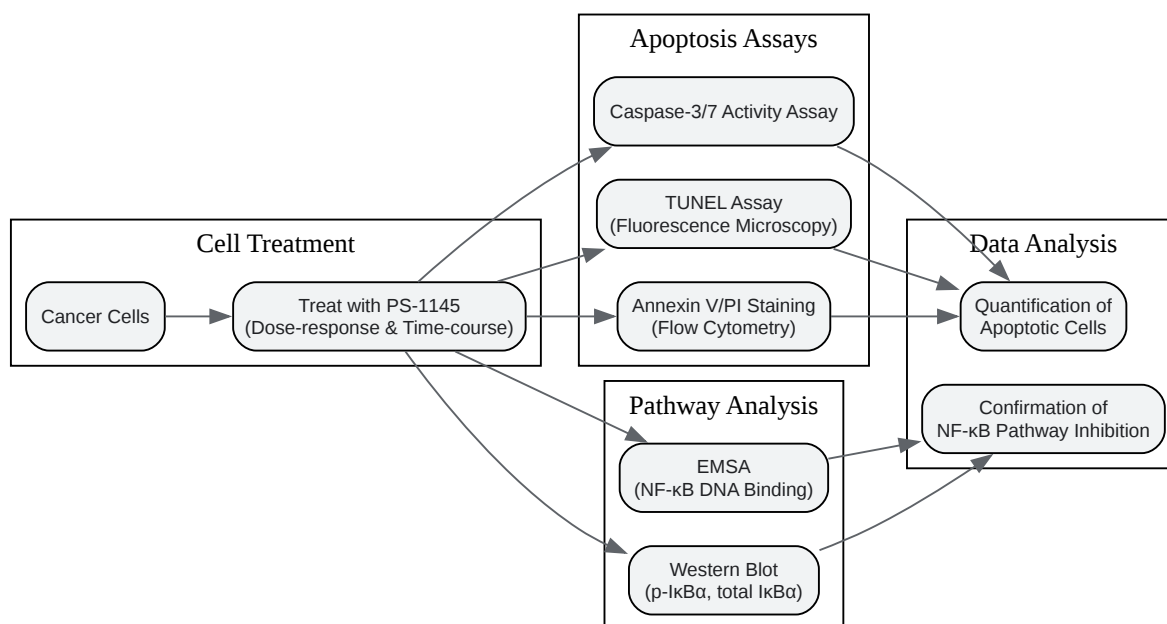 Apoptosis Assays
Caspase-3/7 Activity Assay
TUNEL Assay
(Fluorescence Microscopy)
Annexin V/PI Staining
(Flow Cytometry)
Cell Treatment
Cancer Cells
Treat with PS-1145
(Dose-response & Time-course)
Pathway Analysis
EMSA
(NF-κB DNA Binding)
Western Blot
(p-IκBα, total IκBα)
Data Analysis
Quantification of
Apoptotic Cells
Confirmation of
NF-κB Pathway Inhibition